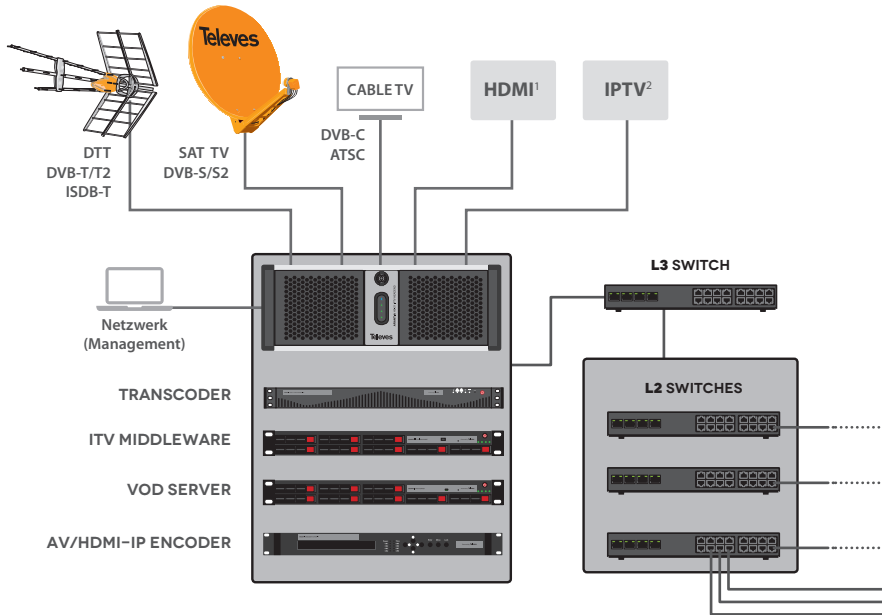 Televes
CABLE TV
HDMI¹
IPTV²
DTT
DVB-T/T2
ISDB-T
SAT TV
DVB-S/S2
DVB-C
ATSC
L3 SWITCH
Netzwerk
(Management)
Televes
TRANSCODER
L2 SWITCHES
ITV MIDDLEWARE
VOD SERVER
AV/HDMI-IP ENCODER